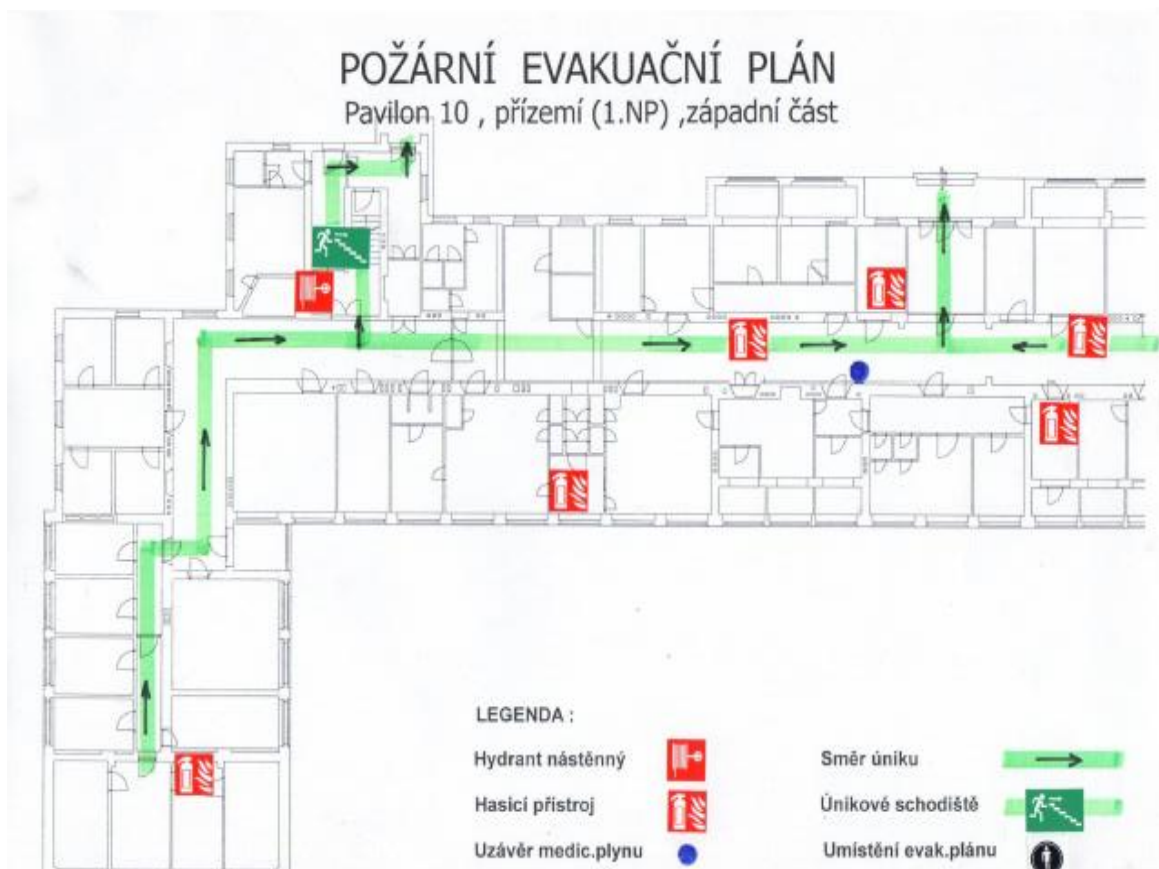 POŽÁRNÍ EVAKUAČNÍ PLÁN
Pavilon 10 , přízemí (1.NP) ,západní část
LEGENDA :
Hydrant nástěnný
Směr úniku
Hasicí přistroj
Únikové schodiště
Uzávěr medic.plynu
Umístění evak.plánu